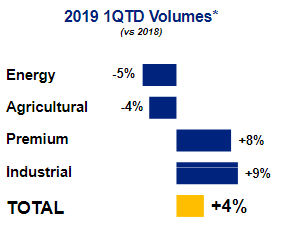 2019 1QTD Volumes*
(vs 2018)
Energy -5%
Agricultural -4%
Premium +8%
Industrial +9%
TOTAL +4%